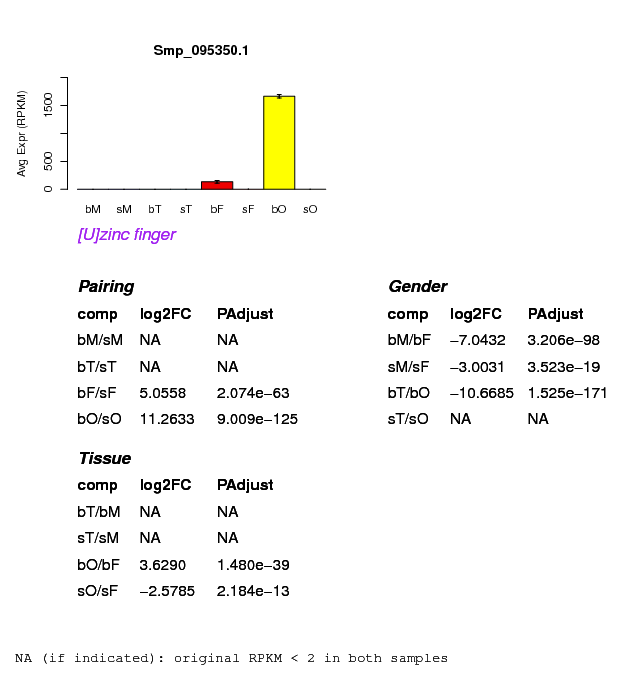 Smp_095350.1
Avg Expr (RPKM)
1500
500
0
bM sM bT sT bF sF bO sO
[U]zinc finger
Pairing
comp log2FC PAdjust
bM/sM NA NA
bT/sT NA NA
bF/sF 5.0558 2.074e−63
bO/sO 11.2633 9.009e−125
Gender
comp log2FC PAdjust
bM/bF −7.0432 3.206e−98
sM/sF −3.0031 3.523e−19
bT/bO −10.6685 1.525e−171
sT/sO NA NA
Tissue
comp log2FC PAdjust
bT/bM NA NA
sT/sM NA NA
bO/bF 3.6290 1.480e−39
sO/sF −2.5785 2.184e−13
NA (if indicated): original RPKM < 2 in both samples